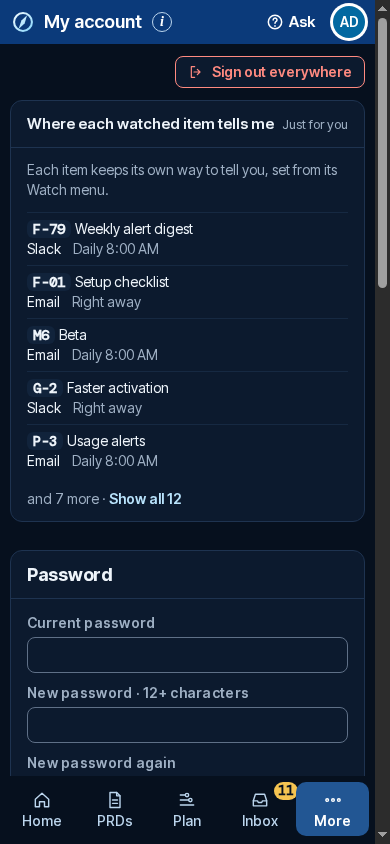 My account i Ask AD
Sign out everywhere
Where each watched item tells me Just for you
Each item keeps its own way to tell you, set from its
Watch menu.
F-79 Weekly alert digest
Slack Daily 8:00 AM
F-01 Setup checklist
Email Right away
M6 Beta
Email Daily 8:00 AM
G-2 Faster activation
Slack Right away
P-3 Usage alerts
Email Daily 8:00 AM
and 7 more · Show all 12
Password
Current password
New password · 12+ characters
New password again
11
Home PRDs Plan Inbox More